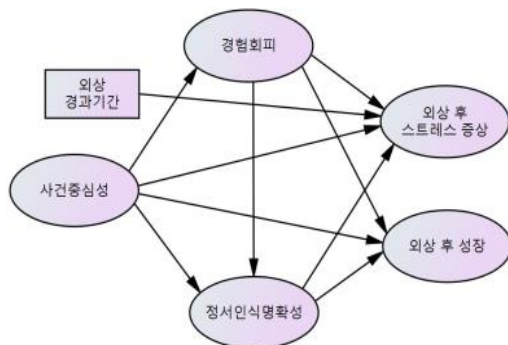 경험회피
외상
경과기간
외상 후
스트레스 증상
사건중심성
외상 후 성장
정서인식명확성